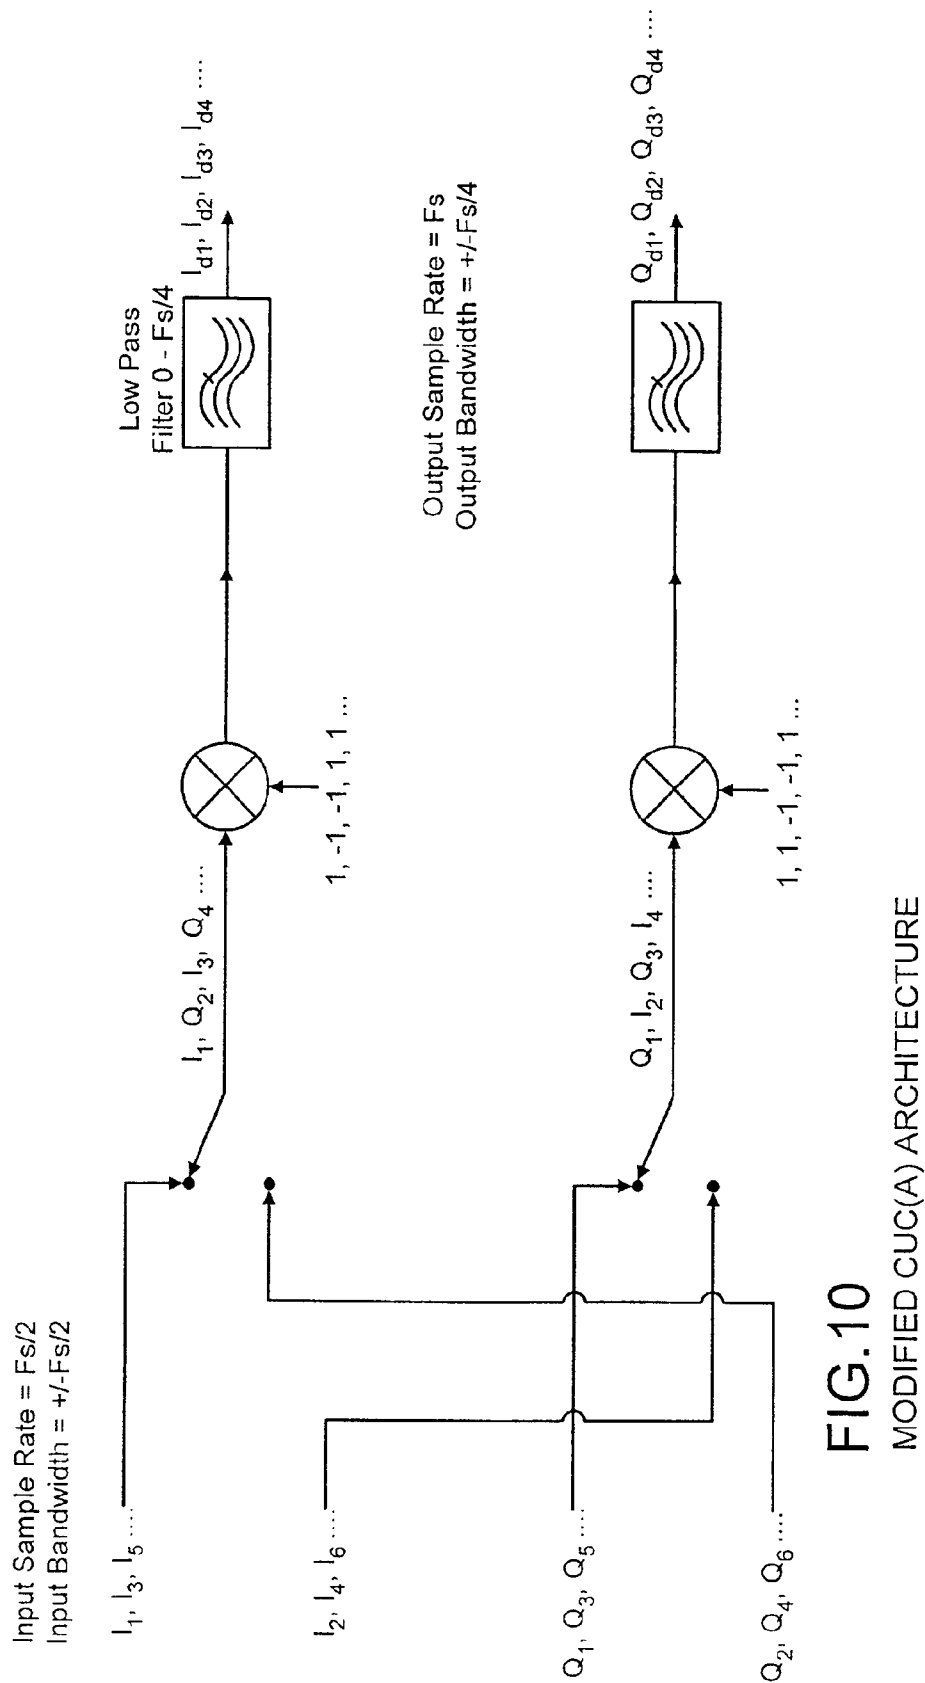 Input Sample Rate = Fs/2
Input Bandwidth = +/-Fs/2
I1, I3, I5.....
I2, I4, I6.....
Q1, Q3, Q5.....
Q2, Q4, Q6.....
I1, Q2, I3, Q4 .....
1, -1, -1, 1, 1 ...
Low Pass
Filter 0 - Fs/4
Id1, Id2, Id3, Id4 .....
Q1, I2, Q3, I4 .....
1, 1, -1, -1, 1 ...
Output Sample Rate = Fs
Output Bandwidth = +/-Fs/4
Qd1, Qd2, Qd3, Qd4 .....
FIG.10
MODIFIED CUC(A) ARCHITECTURE